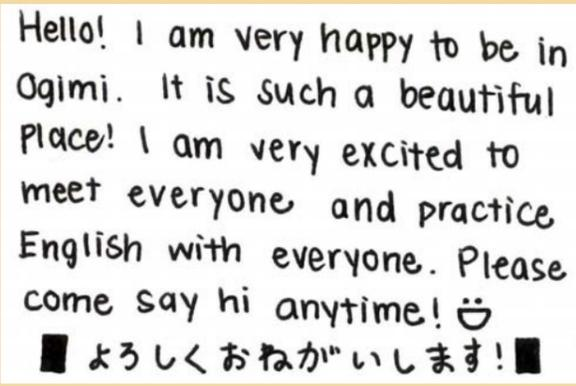 Hello! I am very happy to be in
Ogimi. It is such a beautiful
place! I am very excited to
meet everyone and practice
English with everyone. Please
come say hi anytime! 😃
よろしくおねがいします!